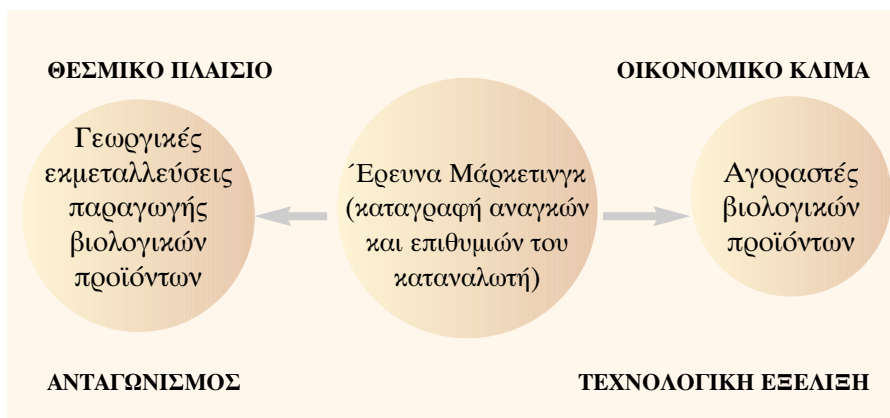 ΘΕΣΜΙΚΟ ΠΛΑΙΣΙΟ
ΟΙΚΟΝΟΜΙΚΟ ΚΛΙΜΑ
Γεωργικές
εκμεταλλεύσεις
παραγωγής
βιολογικών
προϊόντων
Έρευνα Μάρκετινγκ
(καταγραφή αναγκών
και επιθυμιών του
καταναλωτή)
Αγοραστές
βιολογικών
προϊόντων
ΑΝΤΑΓΩΝΙΣΜΟΣ
ΤΕΧΝΟΛΟΓΙΚΗ ΕΞΕΛΙΞΗ